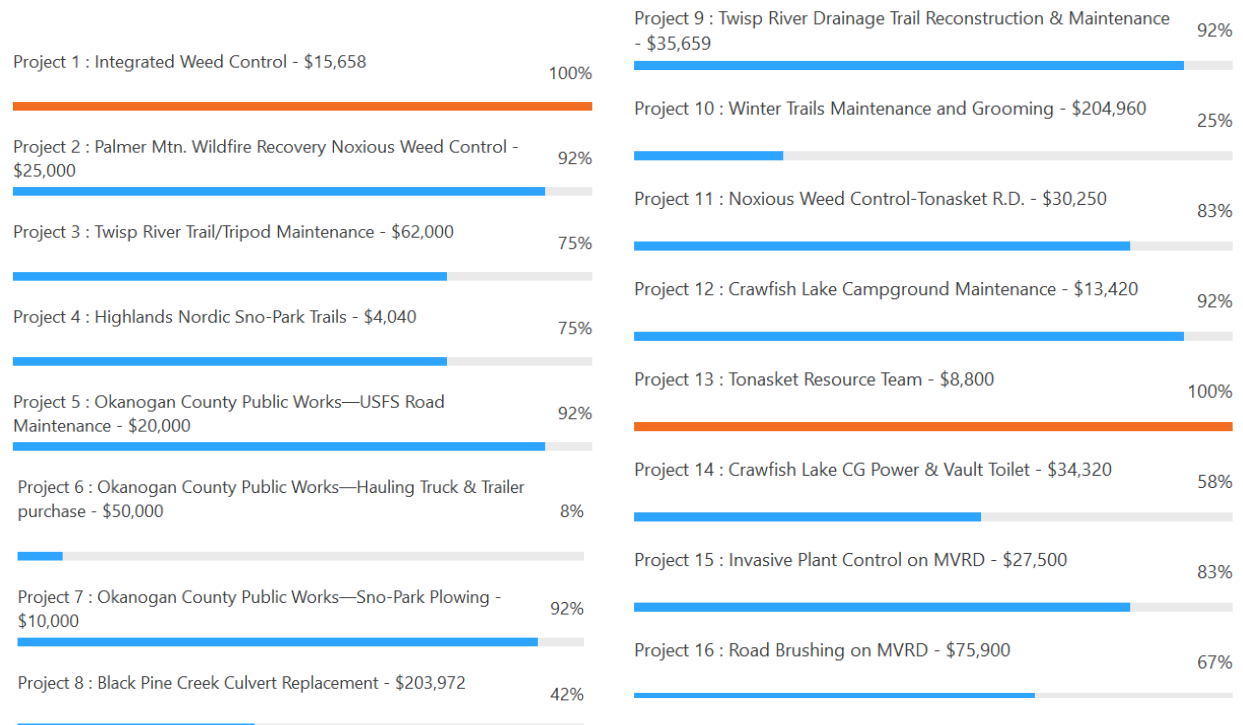 Project 1 : Integrated Weed Control - $15,658
100%
Project 2 : Palmer Mtn. Wildfire Recovery Noxious Weed Control -
$25,000
92%
Project 3 : Twisp River Trail/Tripod Maintenance - $62,000
75%
Project 4 : Highlands Nordic Sno-Park Trails - $4,040
75%
Project 5 : Okanogan County Public Works—USFS Road
Maintenance - $20,000
92%
Project 6 : Okanogan County Public Works—Hauling Truck & Trailer
purchase - $50,000
8%
Project 7 : Okanogan County Public Works—Sno-Park Plowing -
$10,000
92%
Project 8 : Black Pine Creek Culvert Replacement - $203,972
42%
Project 9 : Twisp River Drainage Trail Reconstruction & Maintenance
- $35,659
92%
Project 10 : Winter Trails Maintenance and Grooming - $204,960
25%
Project 11 : Noxious Weed Control-Tonasket R.D. - $30,250
83%
Project 12 : Crawfish Lake Campground Maintenance - $13,420
92%
Project 13 : Tonasket Resource Team - $8,800
100%
Project 14 : Crawfish Lake CG Power & Vault Toilet - $34,320
58%
Project 15 : Invasive Plant Control on MVRD - $27,500
83%
Project 16 : Road Brushing on MVRD - $75,900
67%